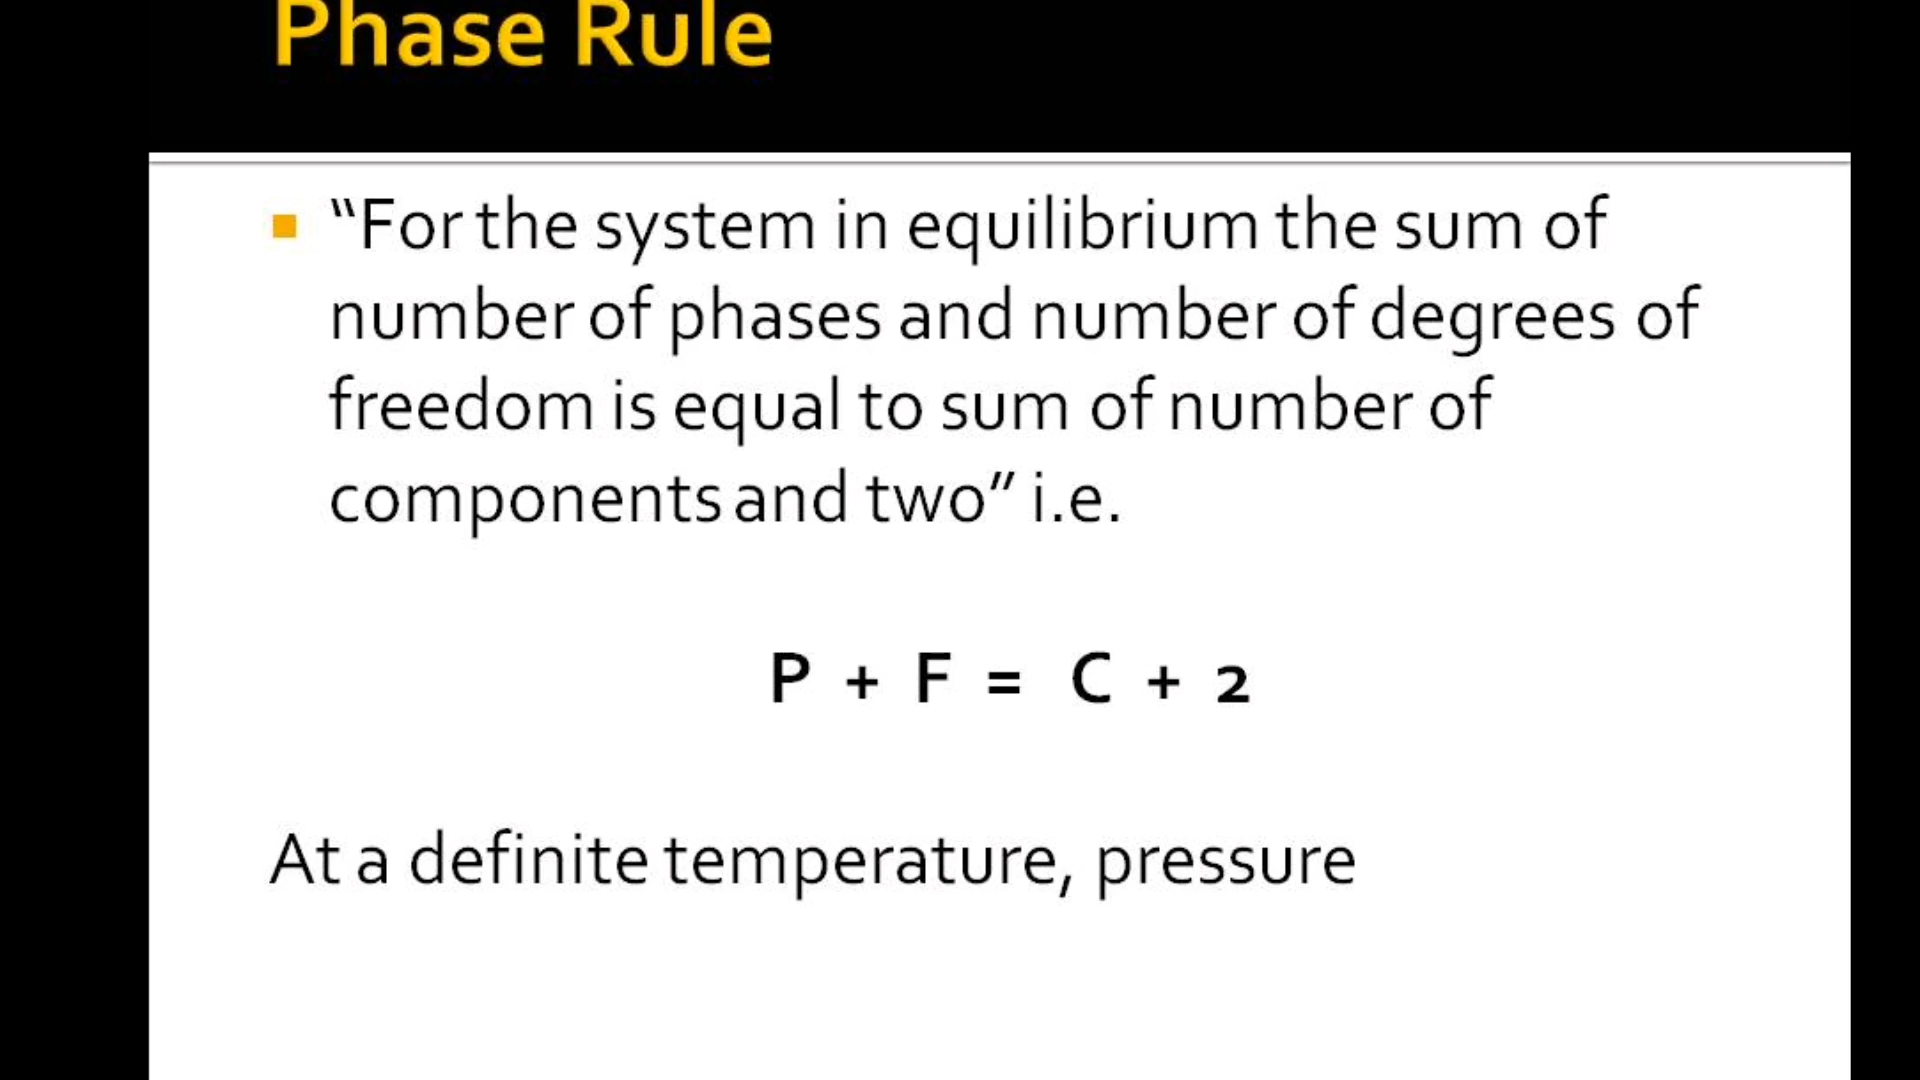 Phase Rule
“For the system in equilibrium the sum of
number of phases and number of degrees of
freedom is equal to sum of number of
components and two” i.e.
P + F = C + 2
At a definite temperature, pressure